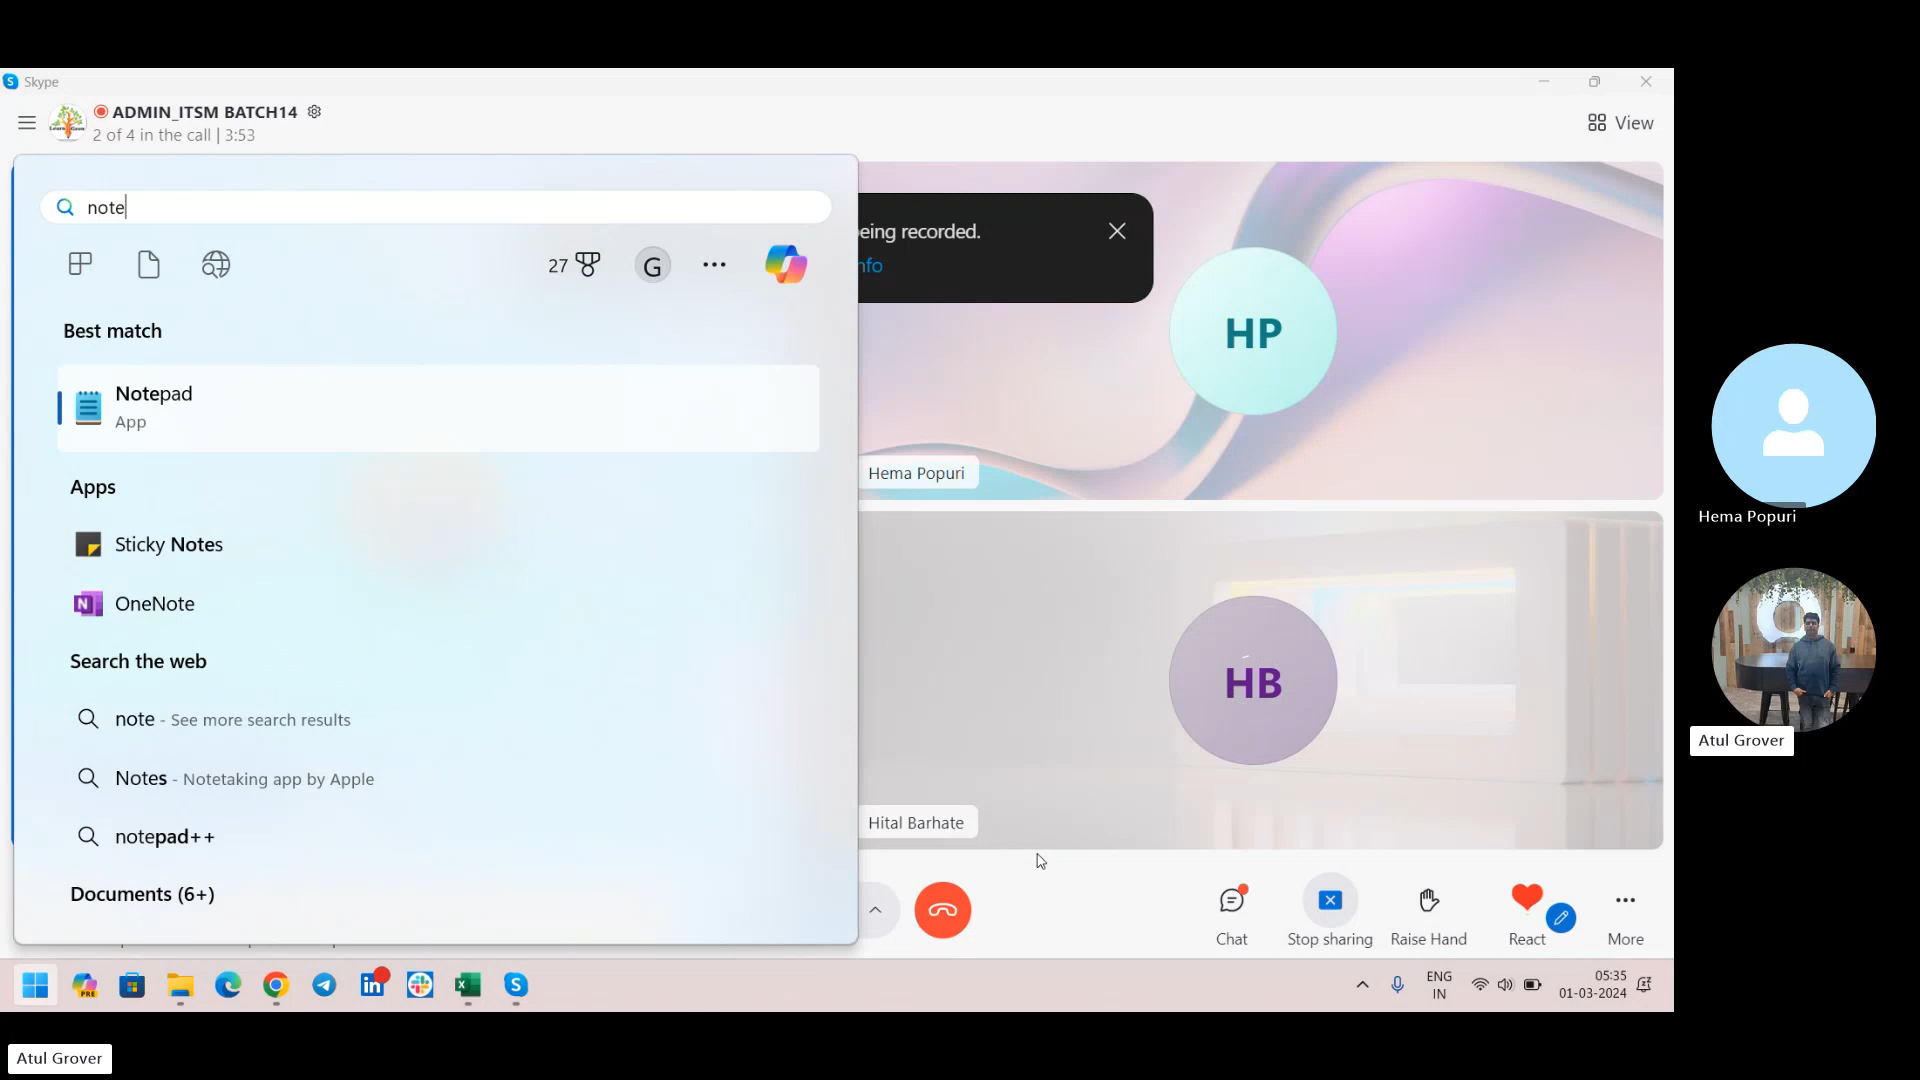 Skype
ADMIN_ITSM BATCH14
2 of 4 in the call | 3:53
View
note
27
G
Best match
Notepad
App
Apps
Sticky Notes
OneNote
Search the web
note - See more search results
Notes - Notetaking app by Apple
notepad++
Documents (6+)
eing recorded.
nfo
HP
Hema Popuri
HB
Hital Barhate
Chat
Stop sharing
Raise Hand
React
More
PRE
ENG
IN
05:35
01-03-2024
Hema Popuri
Atul Grover
Atul Grover